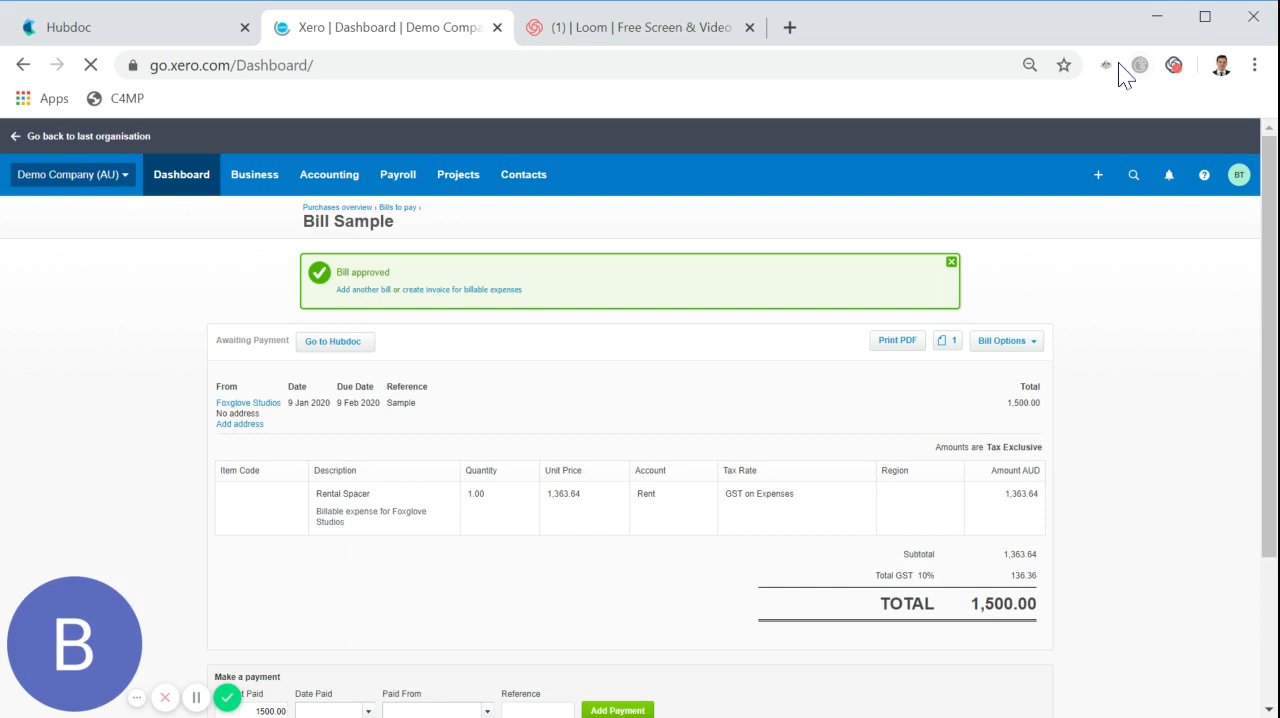 Hubdoc
Xero | Dashboard | Demo Compa
(1) | Loom | Free Screen & Video
go.xero.com/Dashboard/
Apps
C4MP
Go back to last organisation
Demo Company (AU)
Dashboard
Business
Accounting
Payroll
Projects
Contacts
BT
Purchases overview › Bills to pay ›
Bill Sample
Bill approved
Add another bill or create invoice for billable expenses
Awaiting Payment
Go to Hubdoc
Print PDF
1
Bill Options
From Date Due Date Reference Total
Foxglove Studios 9 Jan 2020 9 Feb 2020 Sample 1,500.00
No address
Add address
Amounts are Tax Exclusive
Item Code Description Quantity Unit Price Account Tax Rate Region Amount AUD
Rental Spacer 1.00 1,363.64 Rent GST on Expenses 1,363.64
Billable expense for Foxglove
Studios
Subtotal 1,363.64
Total GST 10% 136.36
TOTAL 1,500.00
B
Make a payment
Paid Date Paid Paid From Reference
1500.00
Add Payment